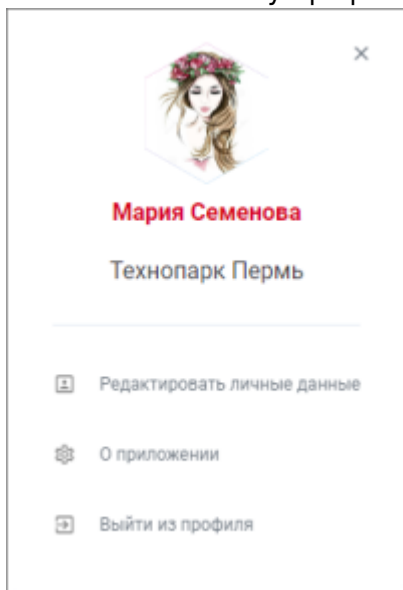 Мария Семенова
Технопарк Пермь
Редактировать личные данные
О приложении
Выйти из профиля